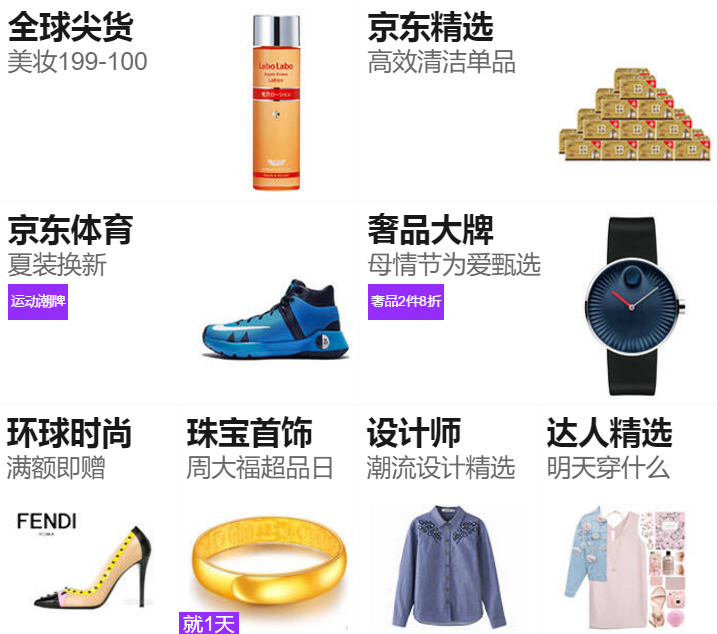 全球尖货
美妆199-100
Labo Labo
Lotion
京东精选
高效清洁单品
京东体育
夏装换新
运动潮牌
奢品大牌
母情节为爱甄选
奢品2件8折
环球时尚
满额即赠
FENDI
ROMA
珠宝首饰
周大福超品日
就1天
设计师
潮流设计精选
达人精选
明天穿什么